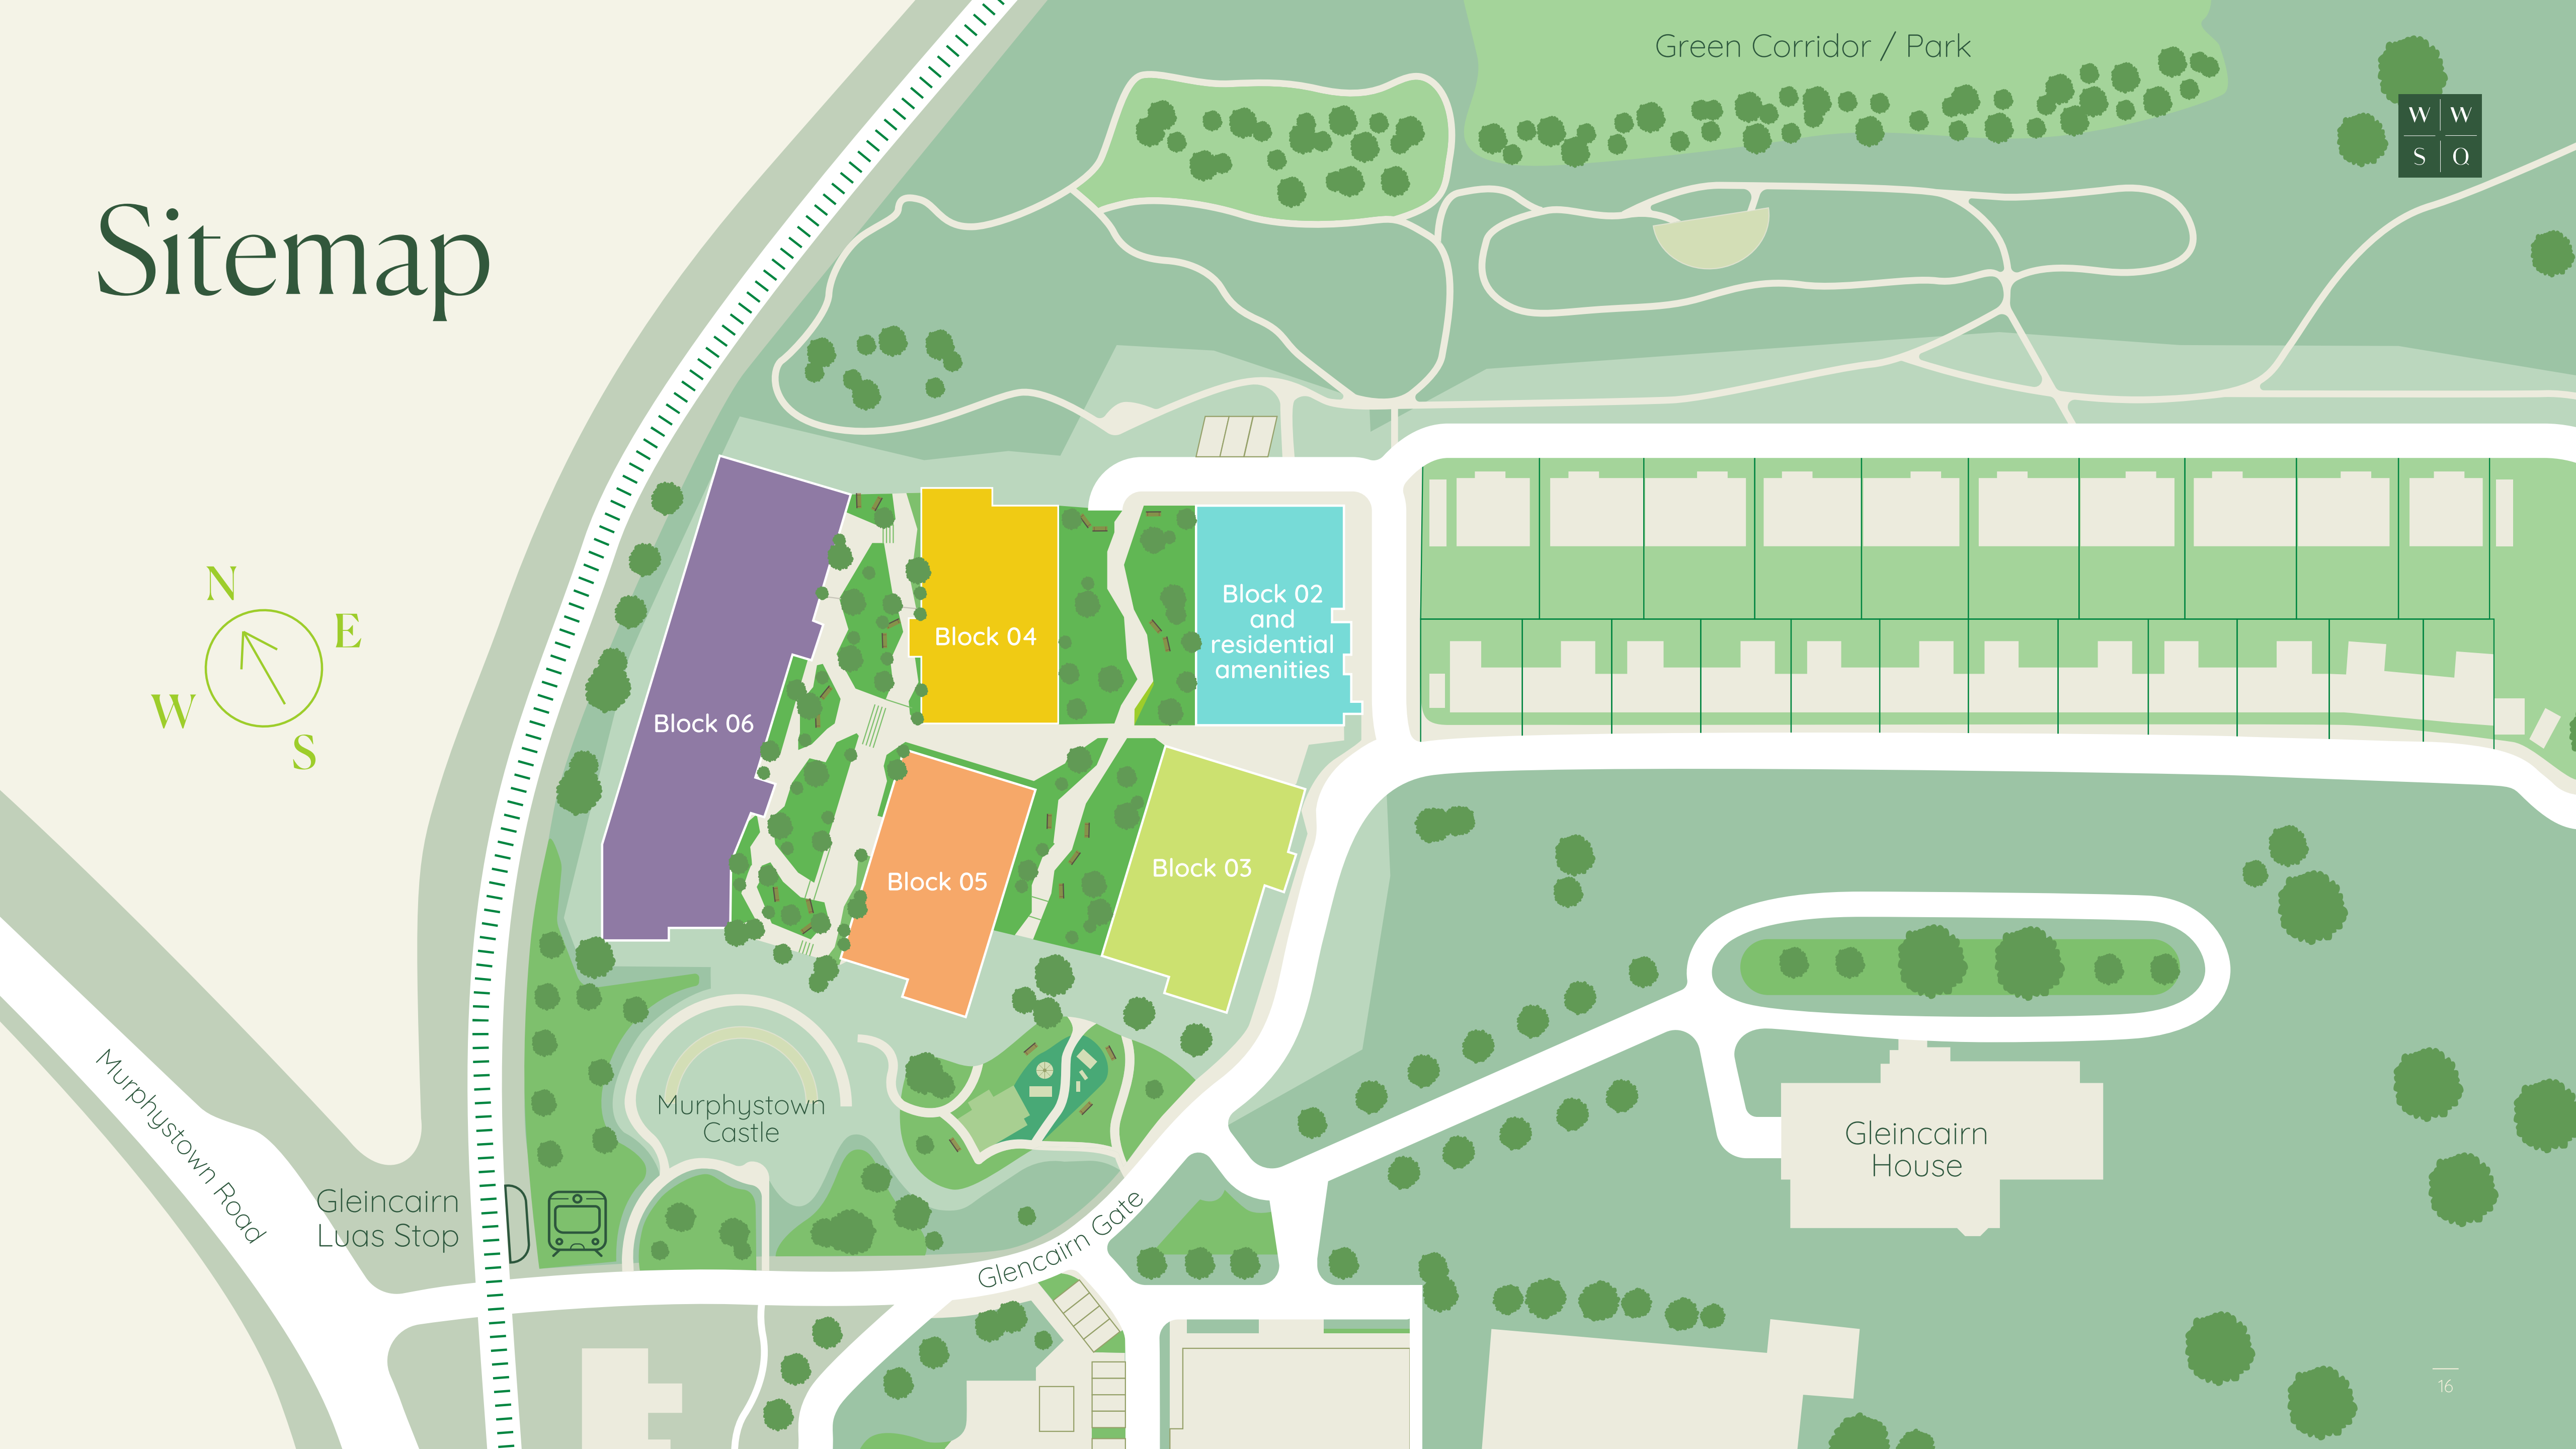 Green Corridor / Park
W W
S Q
Sitemap
N
E
W
S
Block 02
and
residential
amenities
Block 04
Block 06
Block 05
Block 03
Murphystown
Castle
Murphystown Road
Gleincairn
Luas Stop
Glencairn Gate
Gleincairn
House
16